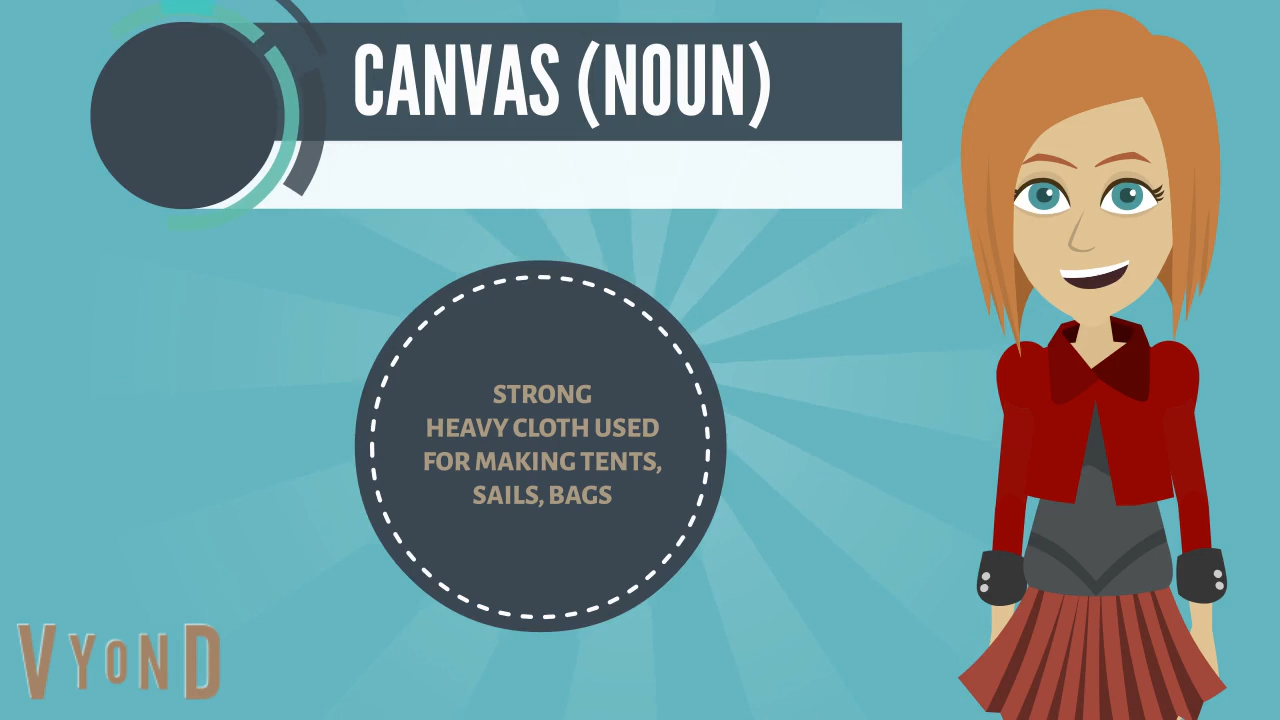 CANVAS (NOUN)
STRONG
HEAVY CLOTH USED
FOR MAKING TENTS,
SAILS, BAGS
VYOND